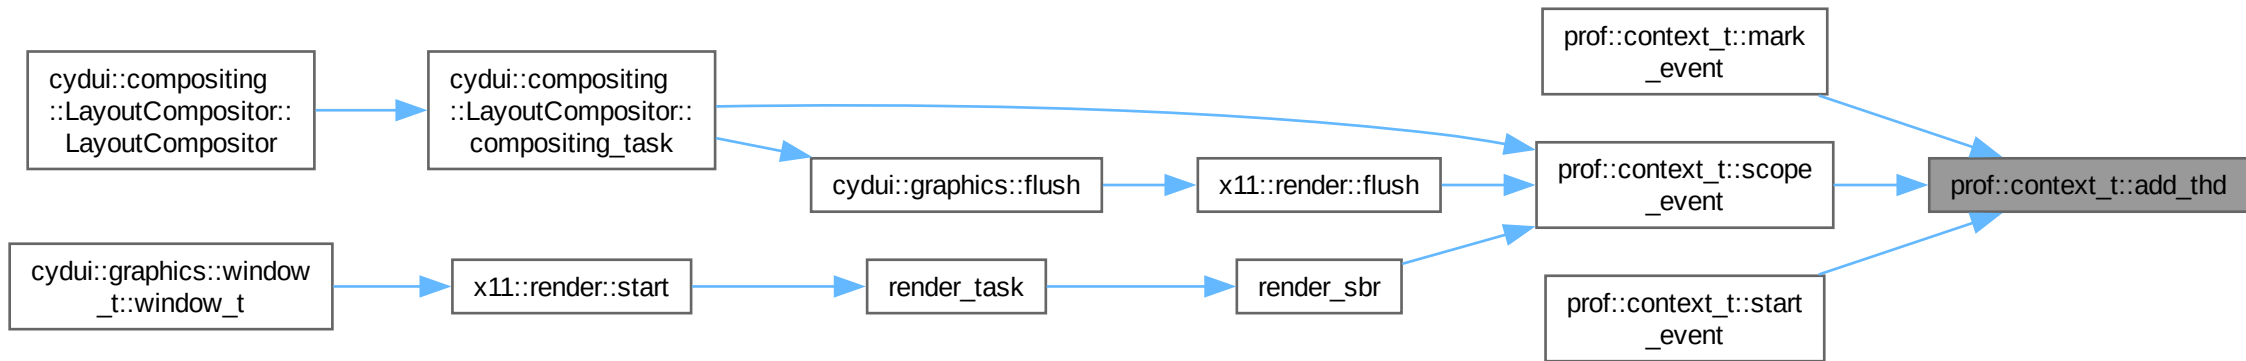 cydui::compositing
::LayoutCompositor::
LayoutCompositor
cydui::compositing
::LayoutCompositor::
compositing_task
cydui::graphics::flush
x11::render::flush
prof::context_t::mark
_event
prof::context_t::scope
_event
prof::context_t::add_thd
cydui::graphics::window
_t::window_t
x11::render::start
render_task
render_sbr
prof::context_t::start
_event